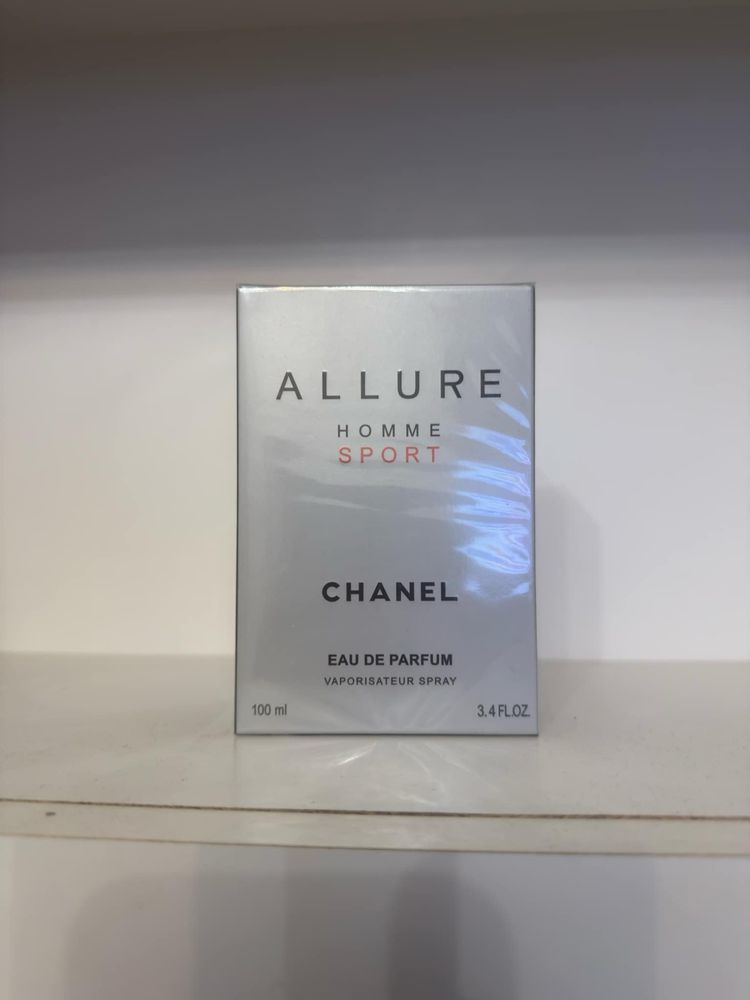 ALLURE
HOMME
SPORT
CHANEL
EAU DE PARFUM
VAPORISATEUR SPRAY
100 ml 3.4 FL.OZ.